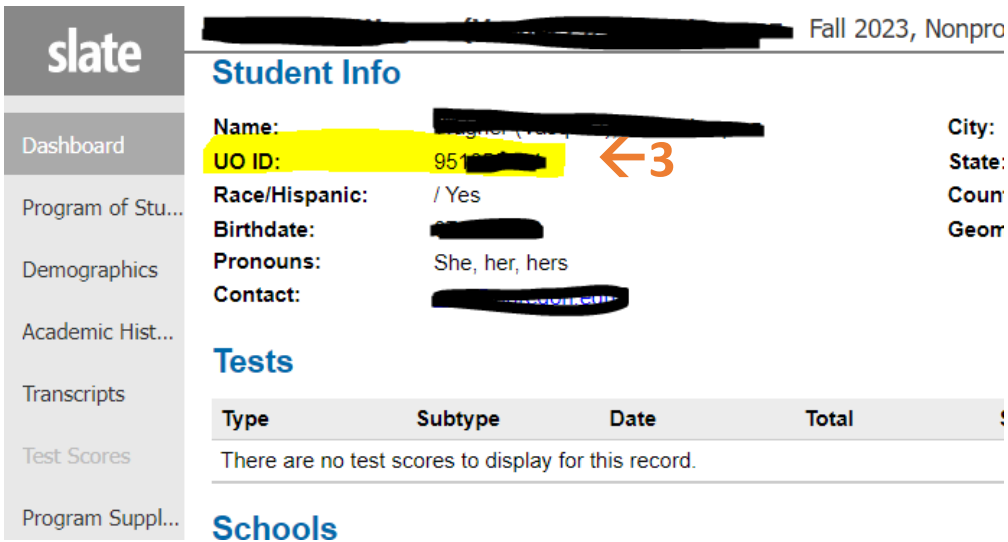 slate
Fall 2023, Nonpro
Student Info
Dashboard
Program of Stu...
Demographics
Academic Hist...
Transcripts
Test Scores
Program Suppl...
Name:
City:
UO ID: 951
←3
State:
Race/Hispanic: / Yes
Coun
Birthdate:
Geom
Pronouns: She, her, hers
Contact:
Tests
Type Subtype Date Total
There are no test scores to display for this record.
Schools